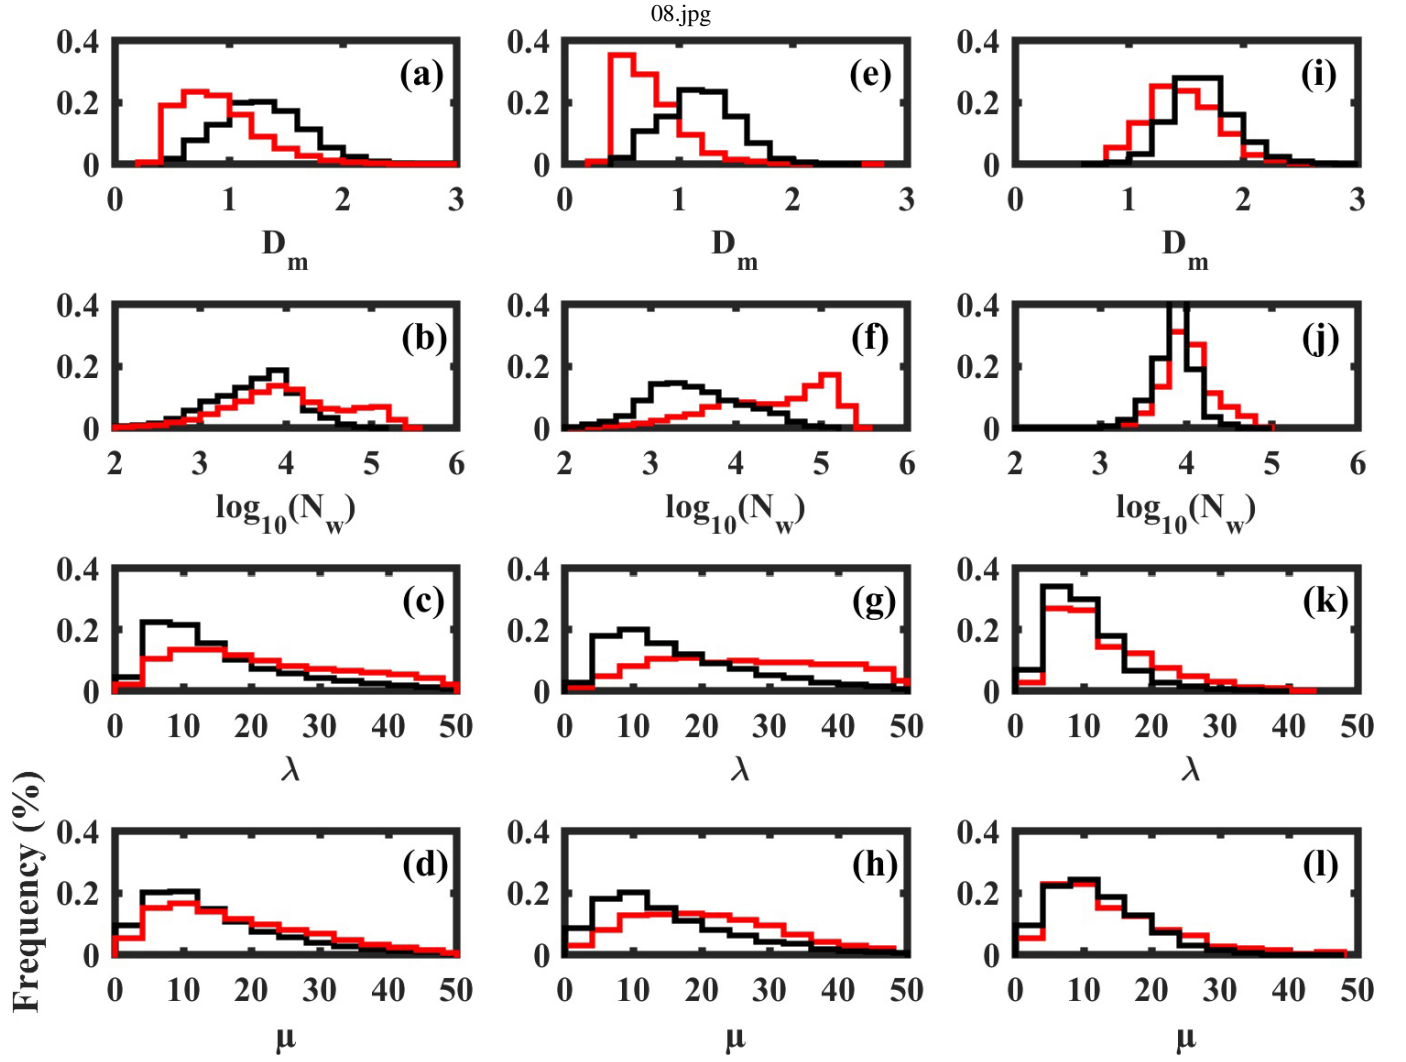 08.jpg
0.4 (a) 0.4 (e) 0.4 (i)
0.2 0.2 0.2
0 0 0
0 1 2 3 0 1 2 3 0 1 2 3
Dm Dm Dm
0.4 (b) 0.4 (f) 0.4 (j)
0.2 0.2 0.2
0 0 0
2 3 4 5 6 2 3 4 5 6 2 3 4 5 6
log10(Nw) log10(Nw) log10(Nw)
0.4 (c) 0.4 (g) 0.4 (k)
0.2 0.2 0.2
0 0 0
0 10 20 30 40 50 0 10 20 30 40 50 0 10 20 30 40 50
λ λ λ
0.4 (d) 0.4 (h) 0.4 (l)
0.2 0.2 0.2
0 0 0
0 10 20 30 40 50 0 10 20 30 40 50 0 10 20 30 40 50
μ μ μ
Frequency (%)